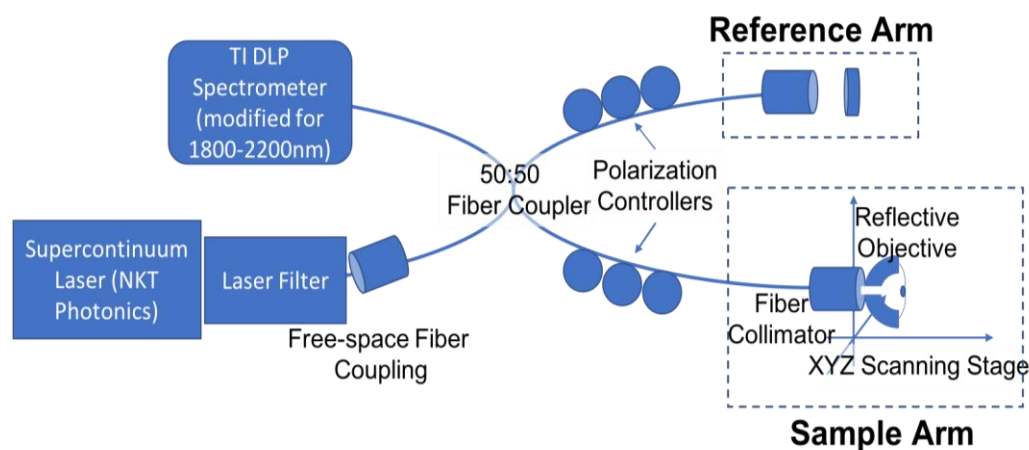 Reference Arm
TI DLP
Spectrometer
(modified for
1800-2200nm)
50:50
Fiber Coupler
Polarization
Controllers
Supercontinuum
Laser (NKT
Photonics)
Laser Filter
Free-space Fiber
Coupling
Reflective
Objective
Fiber
Collimator
XYZ Scanning Stage
Sample Arm